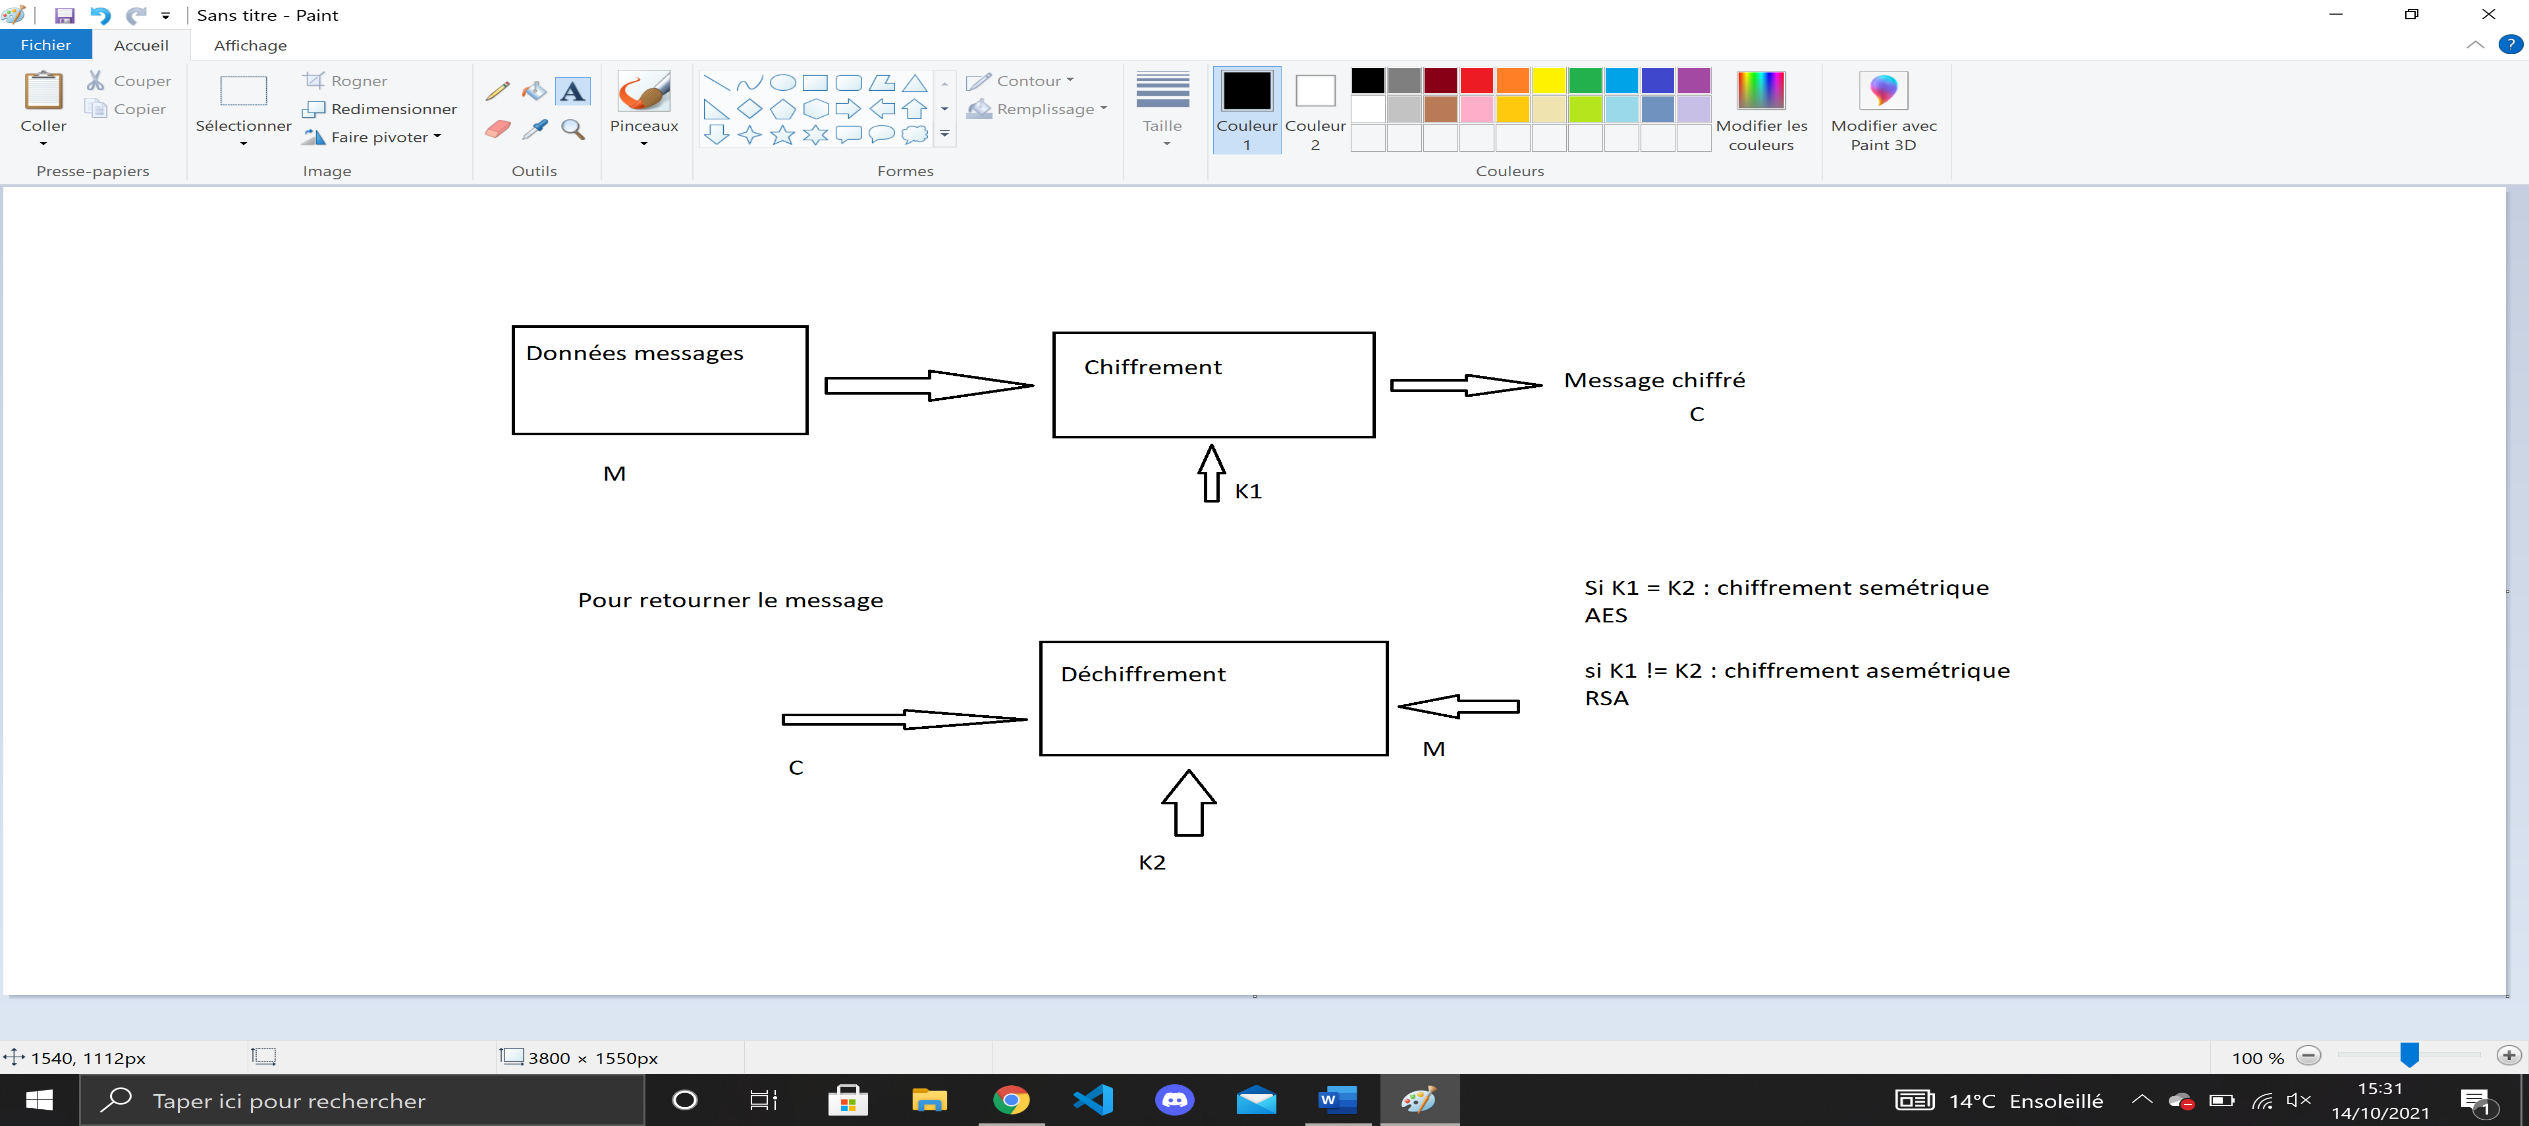 Sans titre - Paint
Fichier
Accueil
Affichage
?
Coller
Couper
Copier
Presse-papiers
Sélectionner
Rogner
Redimensionner
Faire pivoter
Image
A
Outils
Pinceaux
Contour
Remplissage
Formes
Taille
Couleur
1
Couleur
2
Modifier les
couleurs
Couleurs
Modifier avec
Paint 3D
Données messages
M
Chiffrement
K1
Message chiffré
C
Pour retourner le message
Si K1 = K2 : chiffrement semétrique
AES
si K1 != K2 : chiffrement asemétrique
RSA
Déchiffrement
C
M
K2
1540, 1112px
3800 × 1550px
100 %
Taper ici pour rechercher
W
14°C Ensoleillé
15:31
14/10/2021
1